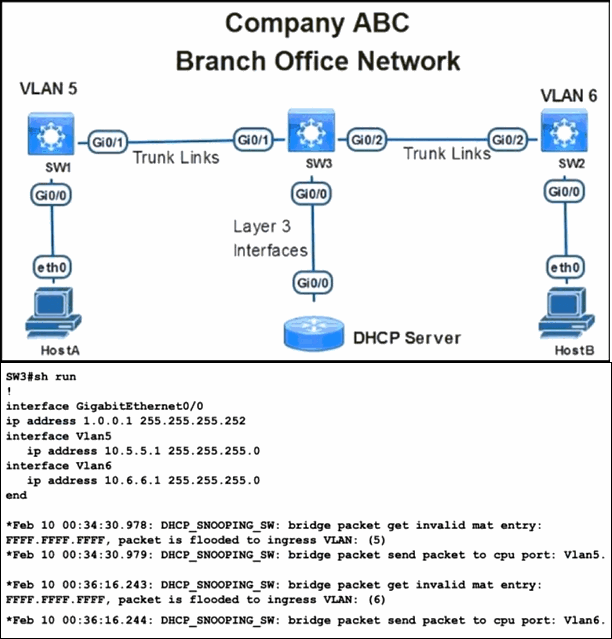 Company ABC
Branch Office Network
VLAN 5
VLAN 6
Gi0/1
Gi0/1
Gi0/2
Gi0/2
Trunk Links
Trunk Links
SW1
SW3
SW2
Gi0/0
Gi0/0
Gi0/0
Layer 3
Interfaces
eth0
Gi0/0
eth0
DHCP Server
HostA
HostB
SW3#sh run
!
interface GigabitEthernet0/0
ip address 1.0.0.1 255.255.255.252
interface Vlan5
ip address 10.5.5.1 255.255.255.0
interface Vlan6
ip address 10.6.6.1 255.255.255.0
end
*Feb 10 00:34:30.978: DHCP_SNOOPING_SW: bridge packet get invalid mat entry:
FFFF.FFFF.FFFF, packet is flooded to ingress VLAN: (5)
*Feb 10 00:34:30.979: DHCP_SNOOPING_SW: bridge packet send packet to cpu port: Vlan5.
*Feb 10 00:36:16.243: DHCP_SNOOPING_SW: bridge packet get invalid mat entry:
FFFF.FFFF.FFFF, packet is flooded to ingress VLAN: (6)
*Feb 10 00:36:16.244: DHCP_SNOOPING_SW: bridge packet send packet to cpu port: Vlan6.